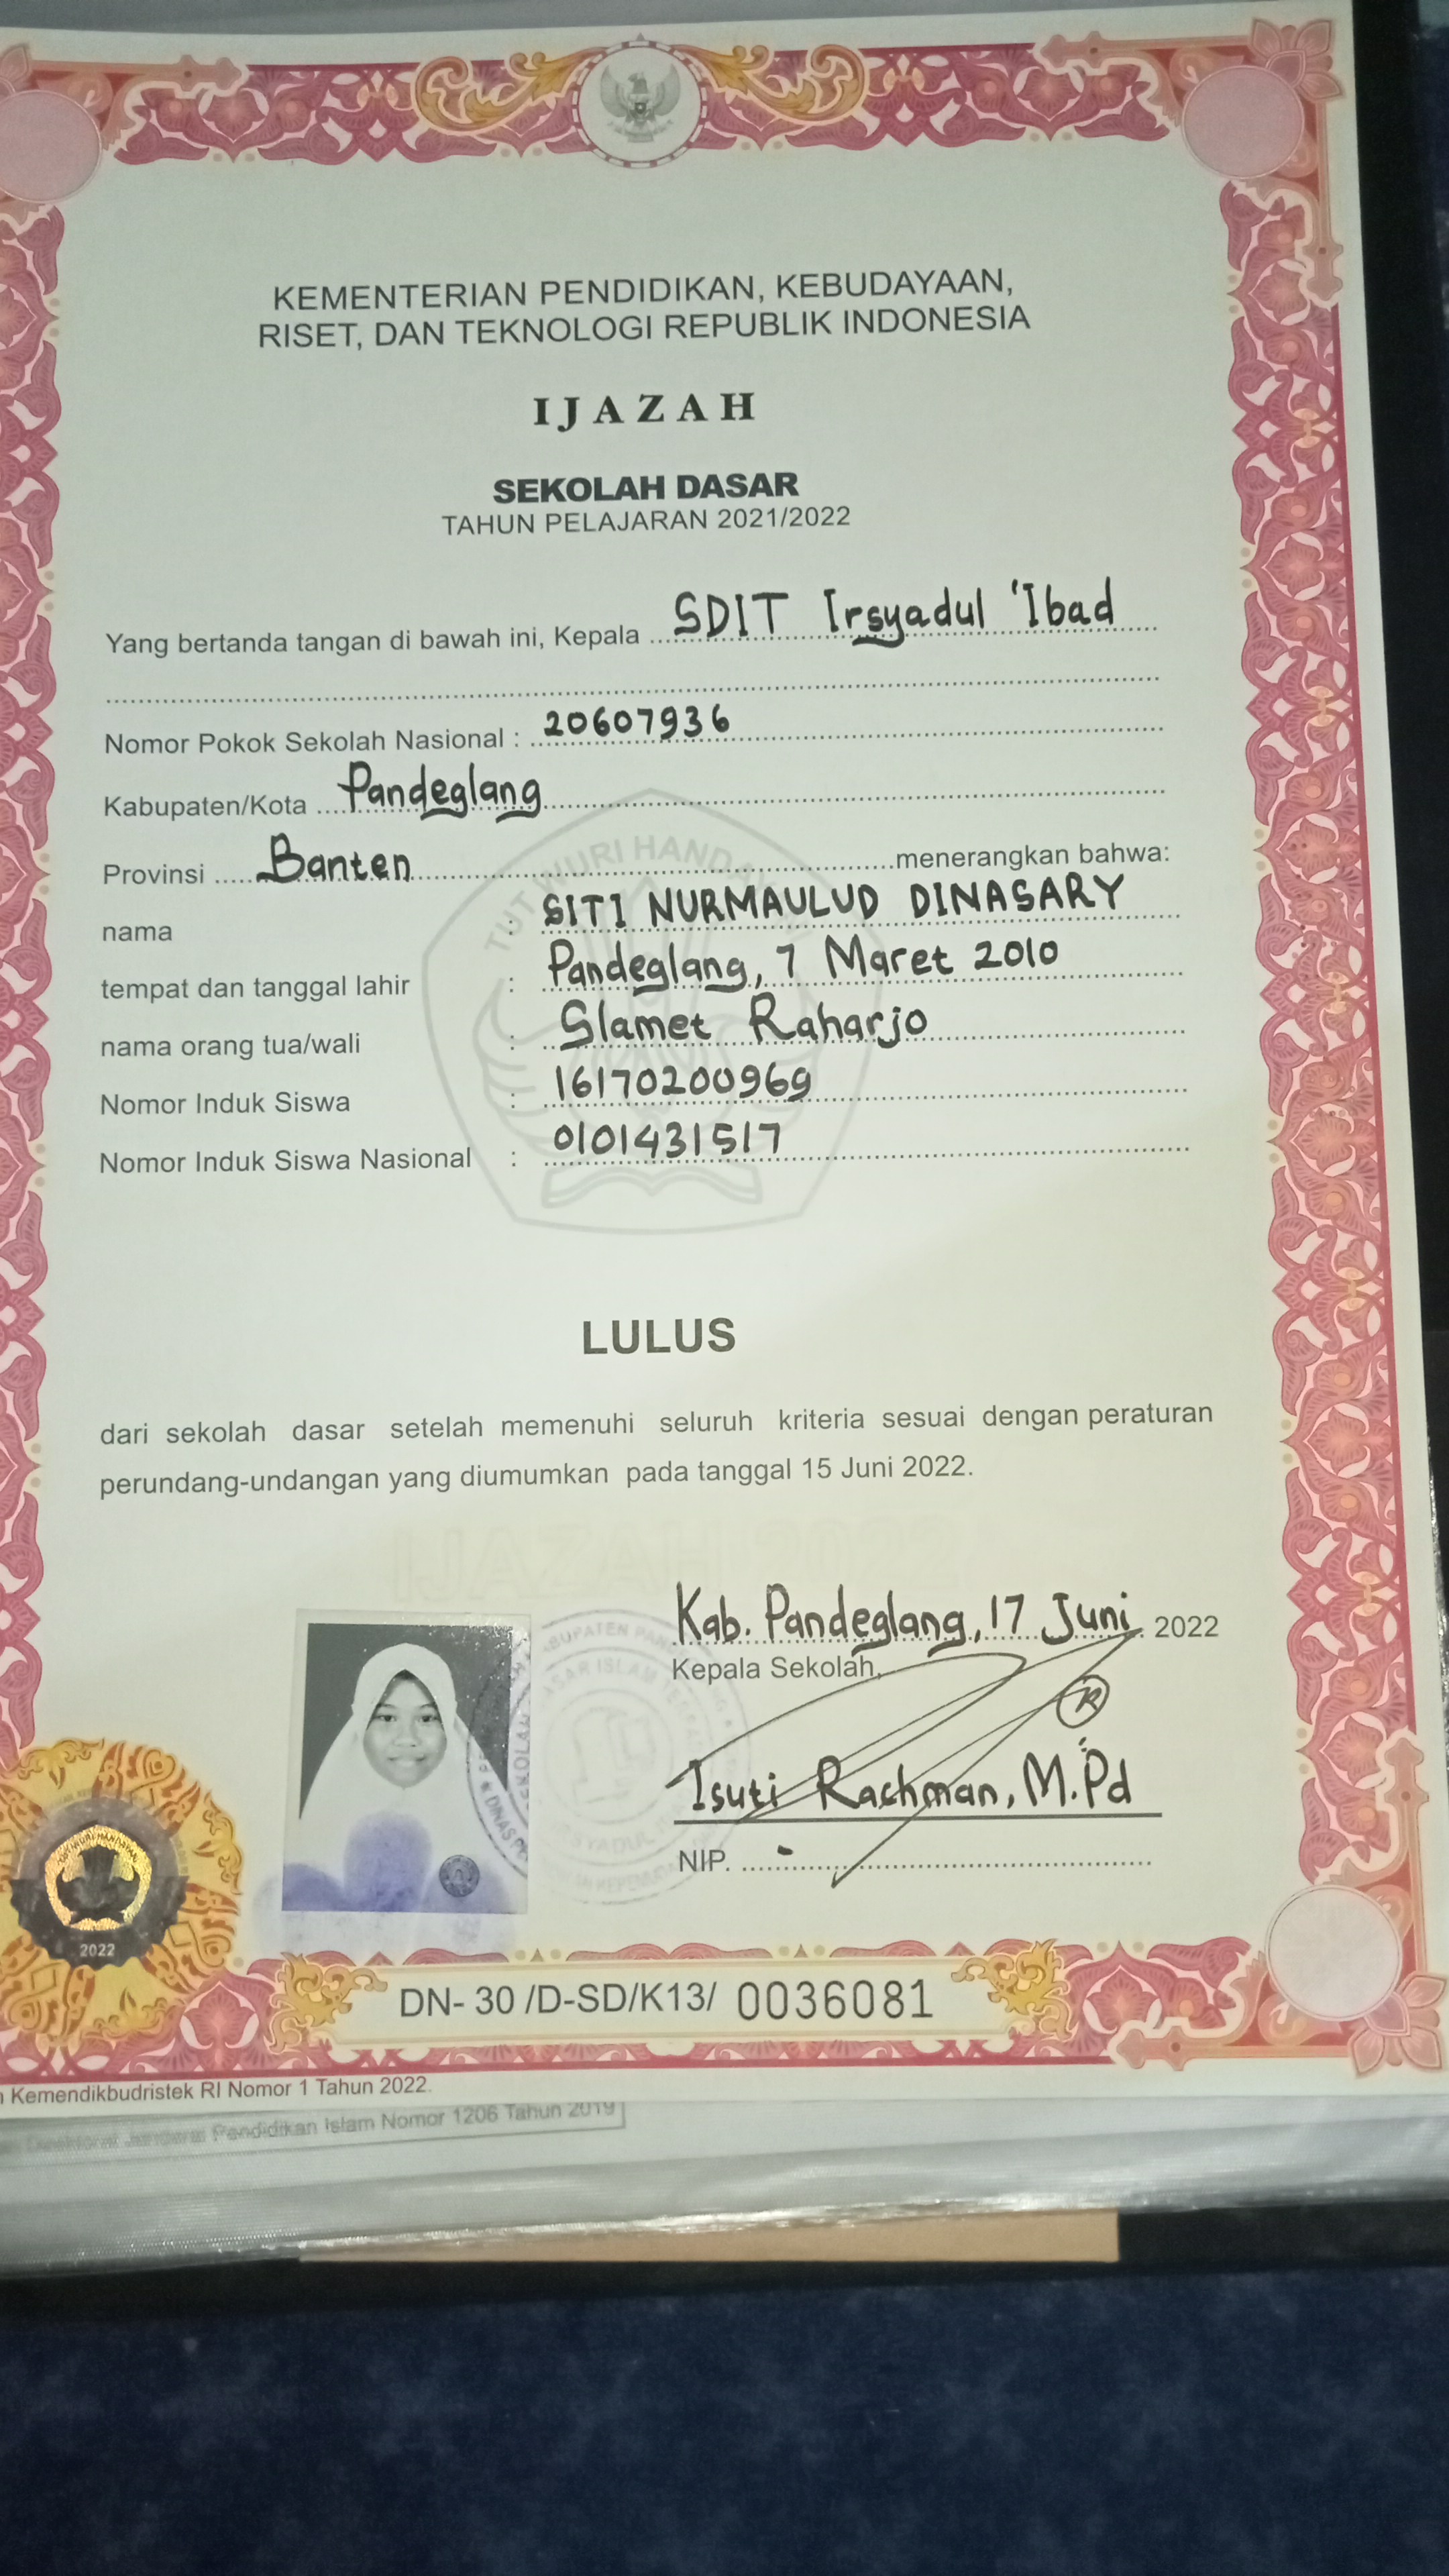 KEMENTERIAN PENDIDIKAN, KEBUDAYAAN,
RISET, DAN TEKNOLOGI REPUBLIK INDONESIA
IJAZAH
SEKOLAH DASAR
TAHUN PELAJARAN 2021/2022
Yang bertanda tangan di bawah ini, Kepala SDIT Irsyadul 'Ibad
Nomor Pokok Sekolah Nasional : 20607936
Kabupaten/Kota Pandeglang
Provinsi Banten menerangkan bahwa:
TUT WURI HANDAYANI
nama : SITI NURMAULUD DINASARY
tempat dan tanggal lahir : Pandeglang, 7 Maret 2010
nama orang tua/wali : Slamet Raharjo
Nomor Induk Siswa : 16170200969
Nomor Induk Siswa Nasional : 0101431517
LULUS
dari sekolah dasar setelah memenuhi seluruh kriteria sesuai dengan peraturan
perundang-undangan yang diumumkan pada tanggal 15 Juni 2022.
IJAZAH 2022
Kab. Pandeglang, 17 Juni 2022
Kepala Sekolah,
Isuti Rachman, M.Pd
NIP. -
2022
DN- 30 /D-SD/K13/ 0036081
Kemendikbudristek RI Nomor 1 Tahun 2022.
Pendidikan Islam Nomor 1206 Tahun 2019